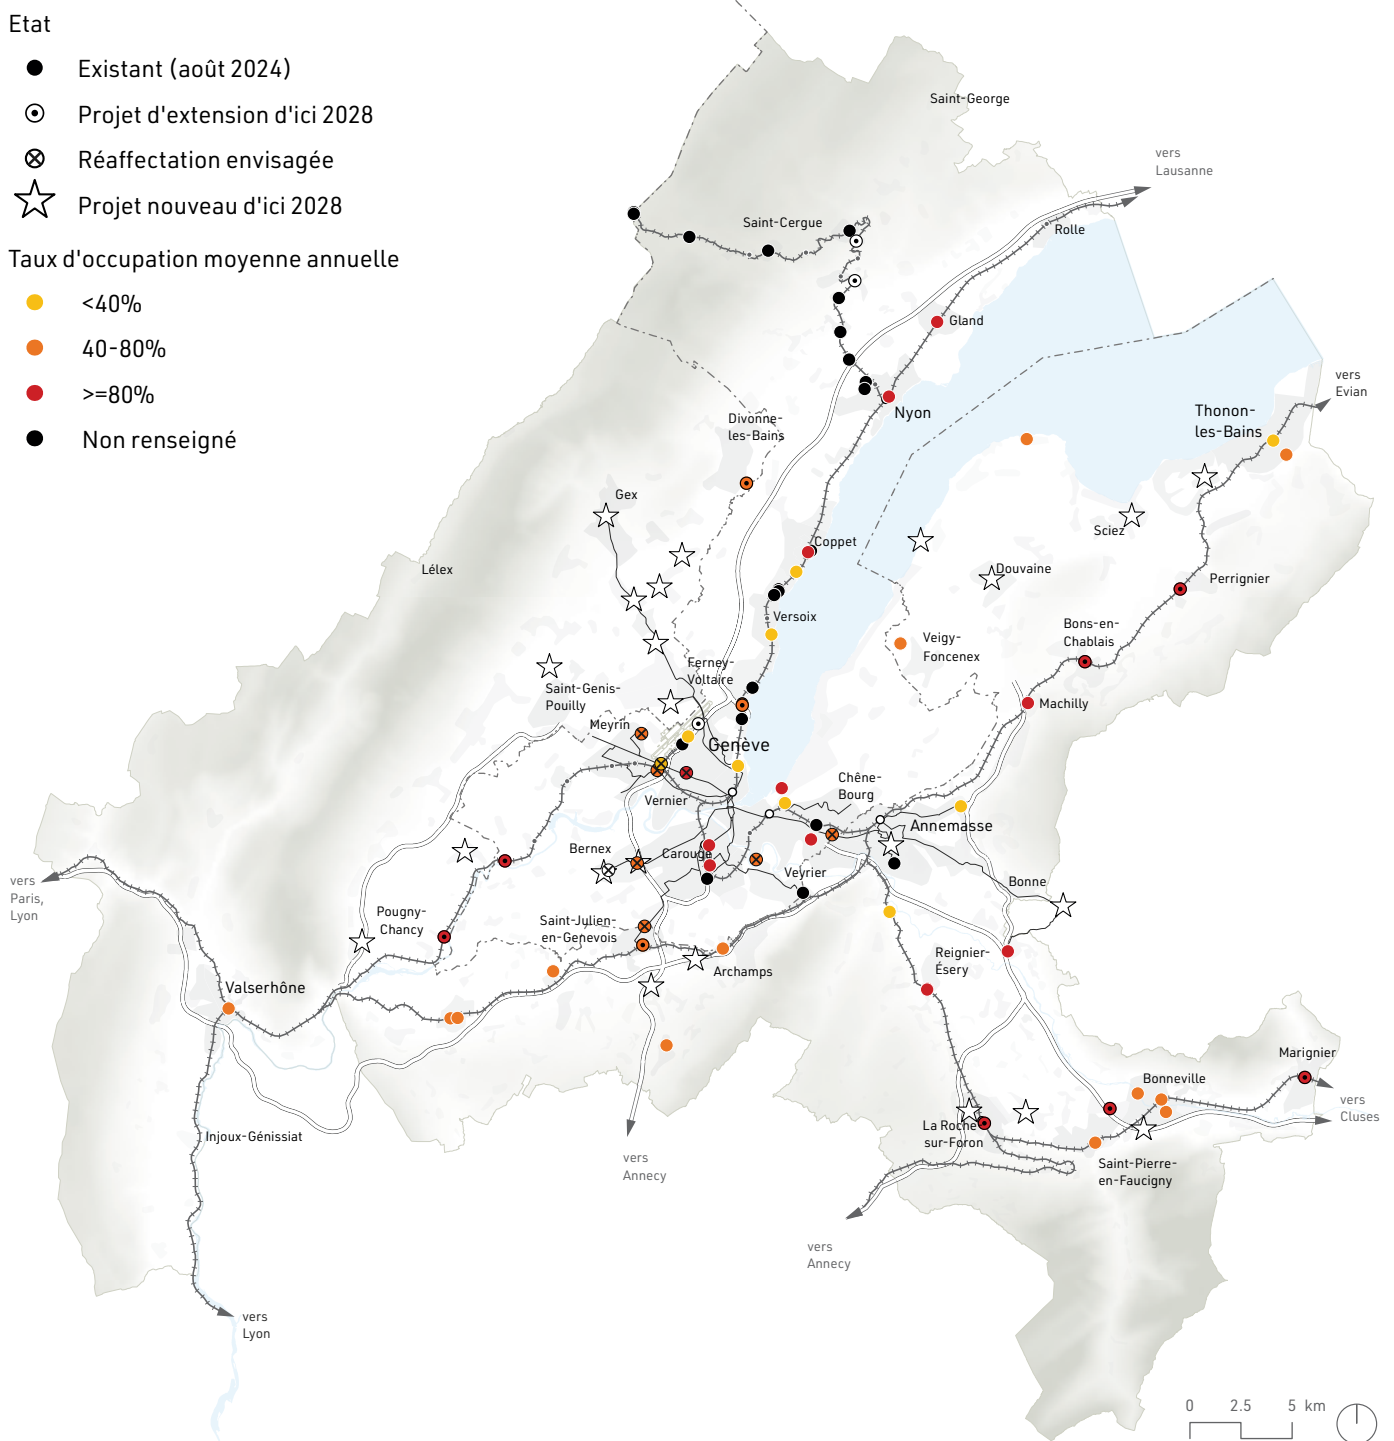 Etat
Existant (août 2024)
Projet d'extension d'ici 2028
Réaffectation envisagée
Projet nouveau d'ici 2028
Taux d'occupation moyenne annuelle
<40%
40-80%
>=80%
Non renseigné
Saint-George
vers
Lausanne
Saint-Cergue
Rolle
Gland
vers
Evian
Nyon
Thonon-
les-Bains
Divonne-
les-Bains
Gex
Sciez
Coppet
Lélex
Douvaine
Perrignier
Versoix
Bons-en-
Chablais
Veigy-
Foncenex
Ferney-
Voltaire
Saint-Genis-
Pouilly
Machilly
Meyrin
Genève
Chêne-
Bourg
Vernier
Annemasse
Bernex
Carouge
Veyrier
Bonne
vers
Paris,
Lyon
Pougny-
Chancy
Saint-Julien-
en-Genevois
Reignier-
Ésery
Archamps
Valserhône
Marignier
Bonneville
vers
Cluses
La Roche
sur-Foron
Injoux-Génissiat
vers
Annecy
Saint-Pierre-
en-Faucigny
vers
Annecy
vers
Lyon
0 2.5 5 km